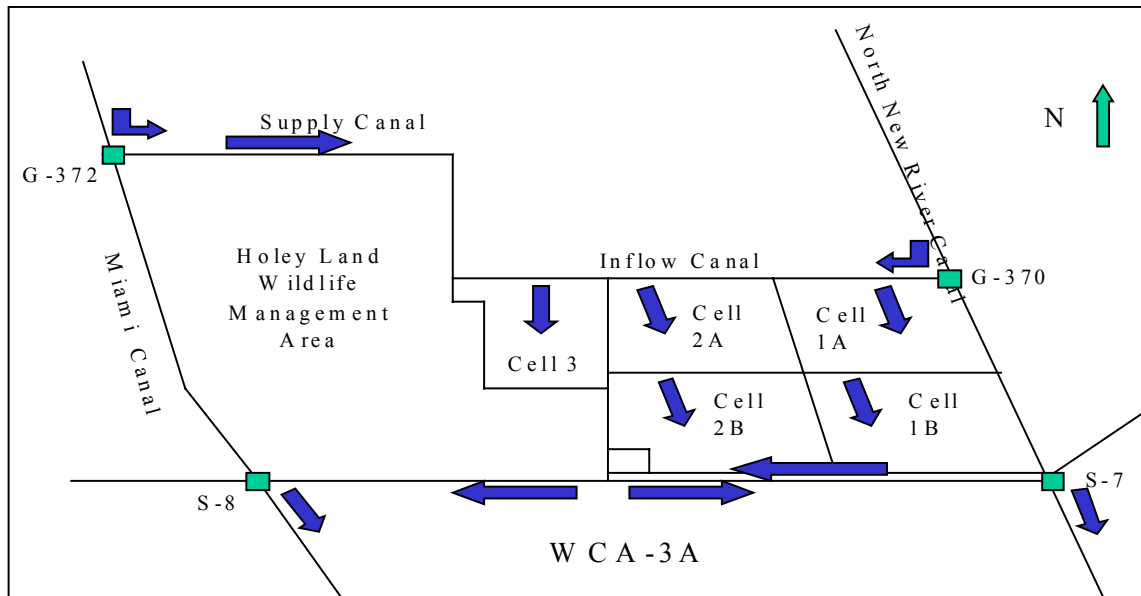 North New River Canal
N
Supply Canal
G-372
Holey Land
Wildlife
Management
Area
Miami Canal
Inflow Canal
G-370
Cell
2A
Cell
1A
Cell 3
Cell
2B
Cell
1B
S-8
S-7
WCA-3A